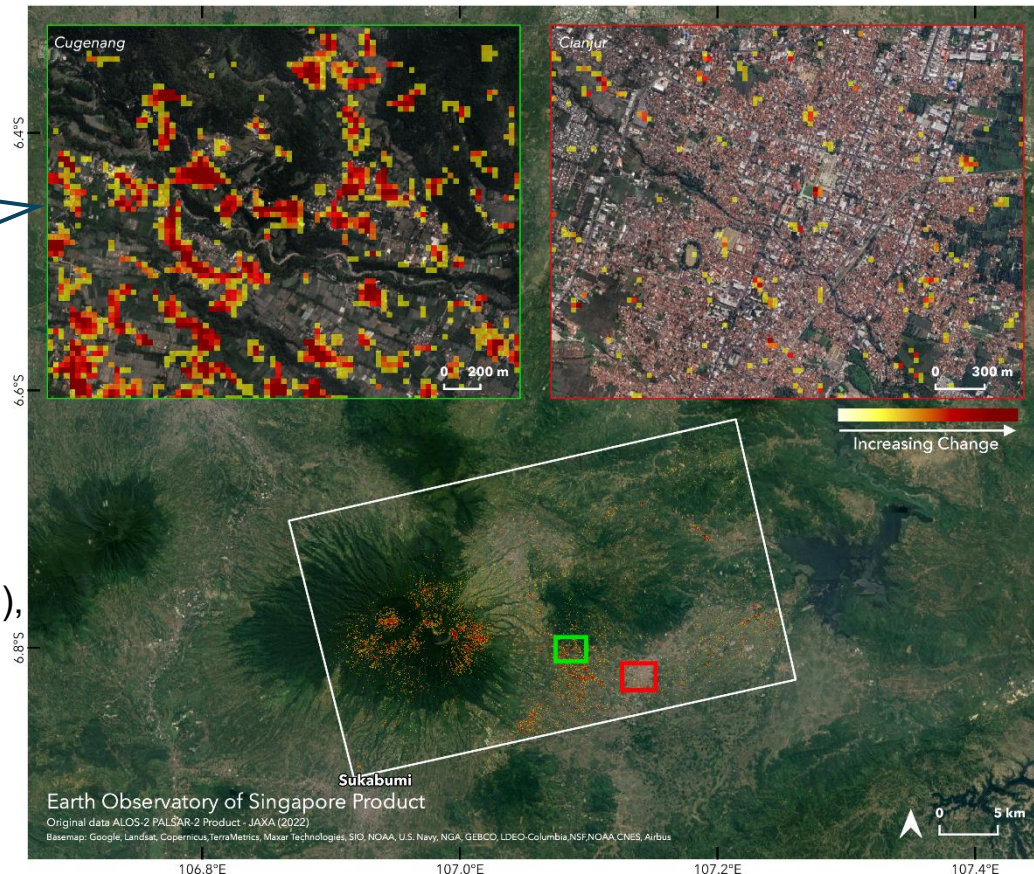 Cugenang
Cianjur
6.4°S
0 200 m
0 300 m
6.6°S
Increasing Change
),
6.8°S
Sukabumi
Earth Observatory of Singapore Product
Original data ALOS-2 PALSAR-2 Product - JAXA (2022)
Basemap: Google, Landsat, Copernicus,TerraMetrics, Maxar Technologies, SIO, NOAA, U.S. Navy, NGA, GEBCO, LDEO-Columbia,NSF,NOAA,CNES, Airbus
0 5 km
106.8°E 107.0°E 107.2°E 107.4°E